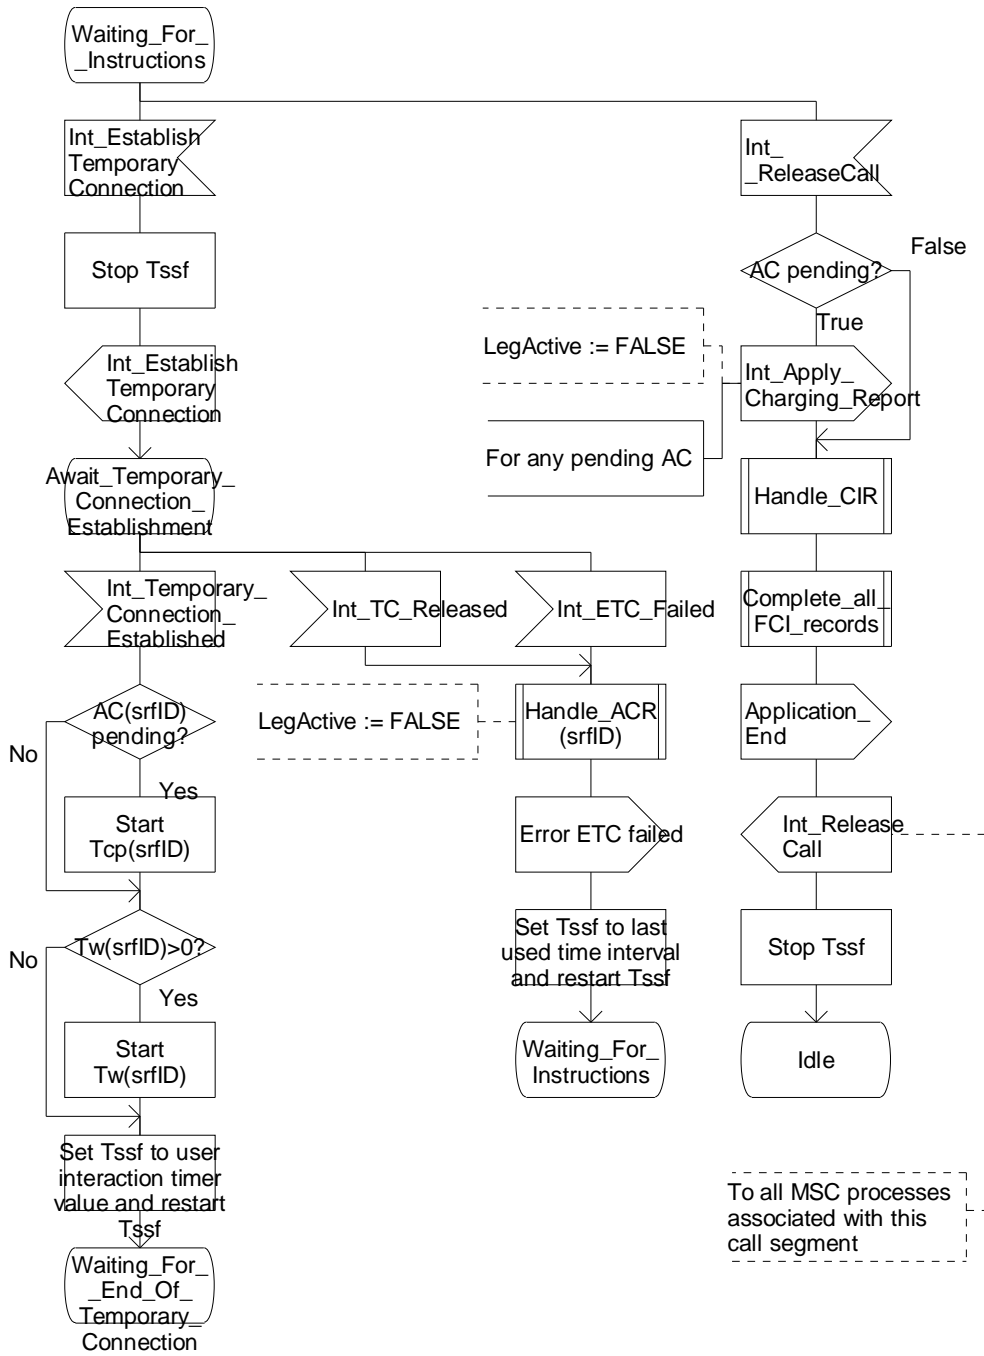 Waiting_For_
_Instructions
Int_Establish
Temporary
Connection
Int_
_ReleaseCall
Stop Tssf
AC pending?
False
True
Int_Establish
Temporary
Connection
LegActive := FALSE
Int_Apply_
Charging_Report
For any pending AC
Await_Temporary_
Connection_
Establishment
Handle_CIR
Int_Temporary_
Connection_
Established
Int_TC_Released
Int_ETC_Failed
Complete_all_
FCI_records
AC(srfID)
pending?
No
Yes
LegActive := FALSE
Handle_ACR
(srfID)
Application_
End
Start
Tcp(srfID)
Error ETC failed
Int_Release
Call
Tw(srfID)>0?
No
Yes
Set Tssf to last
used time interval
and restart Tssf
Stop Tssf
Start
Tw(srfID)
Waiting_For_
Instructions
Idle
Set Tssf to user
interaction timer
value and restart
Tssf
To all MSC processes
associated with this
call segment
Waiting_For_
_End_Of_
Temporary_
Connection